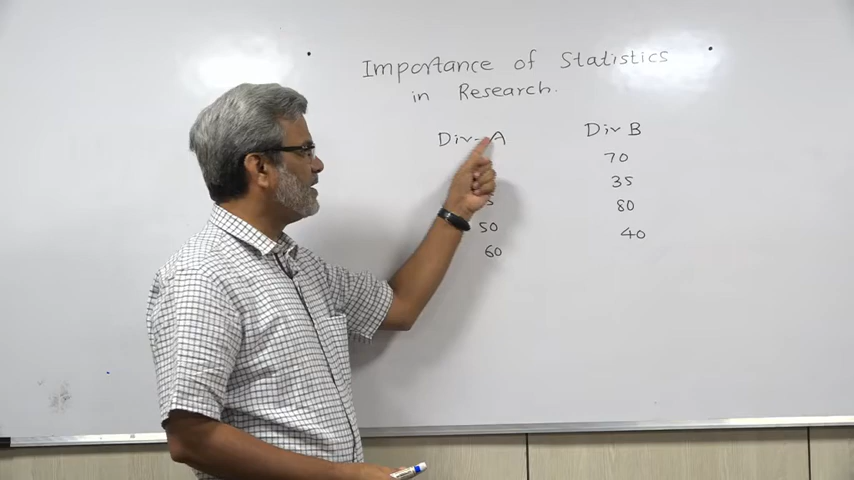 Importance of Statistics
in Research.
Div-A
Div B
70
35
80
40
50
60